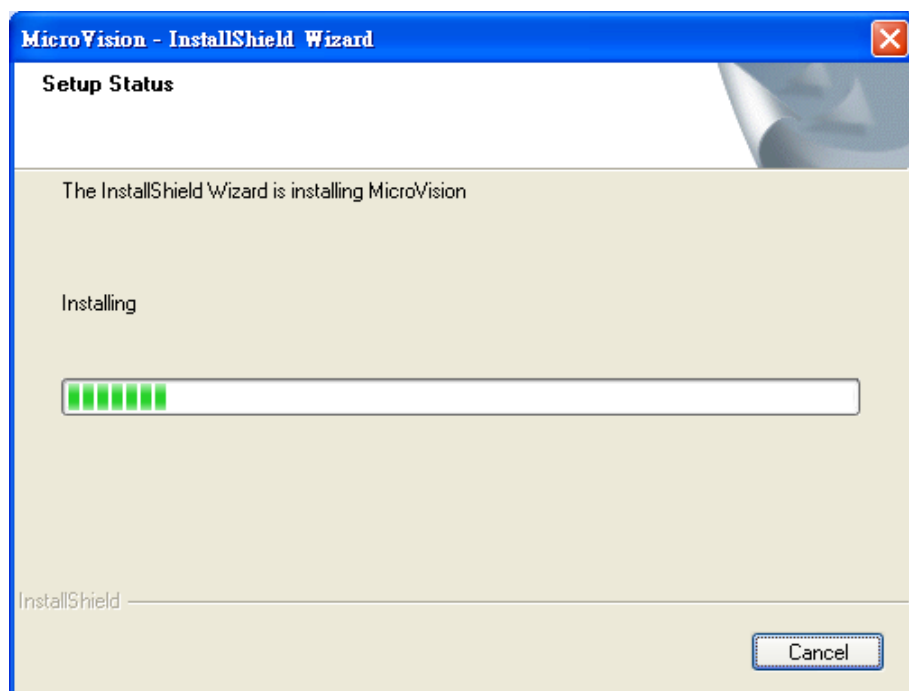 MicroVision - InstallShield Wizard
Setup Status
The InstallShield Wizard is installing MicroVision
Installing
InstallShield
Cancel